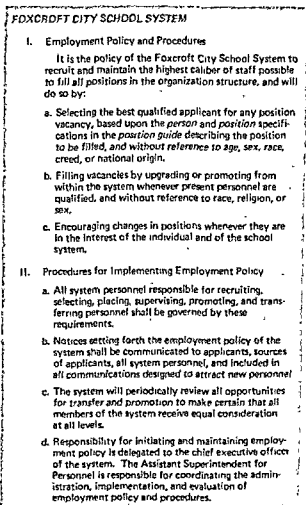 FOXCROFT CITY SCHOOL SYSTEM
I. Employment Policy and Procedures
It is the policy of the Foxcroft City School System to
recruit and maintain the highest caliber of staff possible
to fill all positions in the organization structure, and will
do so by:
a. Selecting the best qualified applicant for any position
vacancy, based upon the person and position specifi-
cations in the position guide describing the position
to be filled, and without reference to age, sex, race,
creed, or national origin.
b. Filling vacancies by upgrading or promoting from
within the system whenever present personnel are
qualified, and without reference to race, religion, or
sex.
c. Encouraging changes in positions whenever they are
in the interest of the individual and of the school
system.
II. Procedures for Implementing Employment Policy
a. All system personnel responsible for recruiting,
selecting, placing, supervising, promoting, and trans-
ferring personnel shall be governed by these
requirements.
b. Notices setting forth the employment policy of the
system shall be communicated to applicants, sources
of applicants, all system personnel, and included in
all communications designed to attract new personnel
c. The system will periodically review all opportunities
for transfer and promotion to make certain that all
members of the system receive equal consideration
at all levels.
d. Responsibility for initiating and maintaining employ-
ment policy is delegated to the chief executive officer
of the system. The Assistant Superintendent for
Personnel is responsible for coordinating the admin-
istration, implementation, and evaluation of
employment policy and procedures.